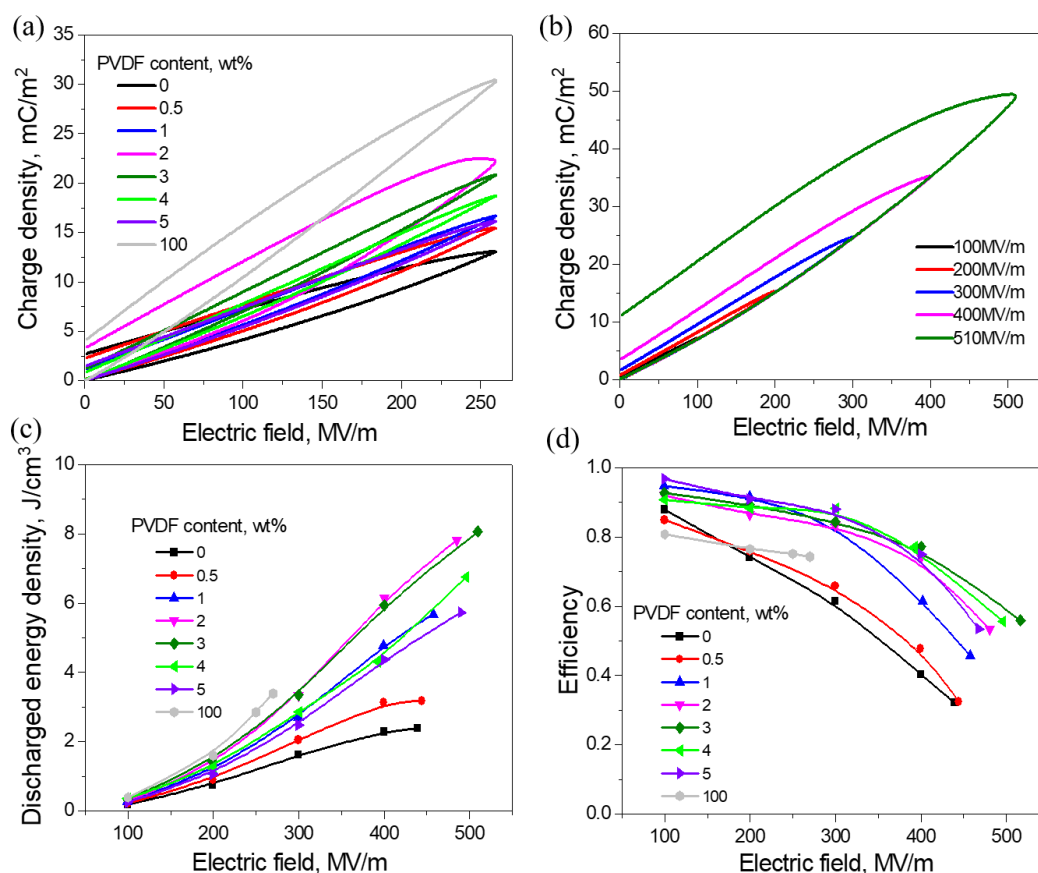 (a)
35
30
25
20
15
10
5
0
Charge density, mC/m²
PVDF content, wt%
0
0.5
1
2
3
4
5
100
0 50 100 150 200 250
Electric field, MV/m
(b)
60
50
40
30
20
10
0
Charge density, mC/m²
100MV/m
200MV/m
300MV/m
400MV/m
510MV/m
0 100 200 300 400 500
Electric field, MV/m
(c)
10
8
6
4
2
0
Discharged energy density, J/cm³
PVDF content, wt%
0
0.5
1
2
3
4
5
100
100 200 300 400 500
Electric field, MV/m
(d)
1.0
0.8
0.6
0.4
0.2
0.0
Efficiency
PVDF content, wt%
0
0.5
1
2
3
4
5
100
100 200 300 400 500
Electric field, MV/m